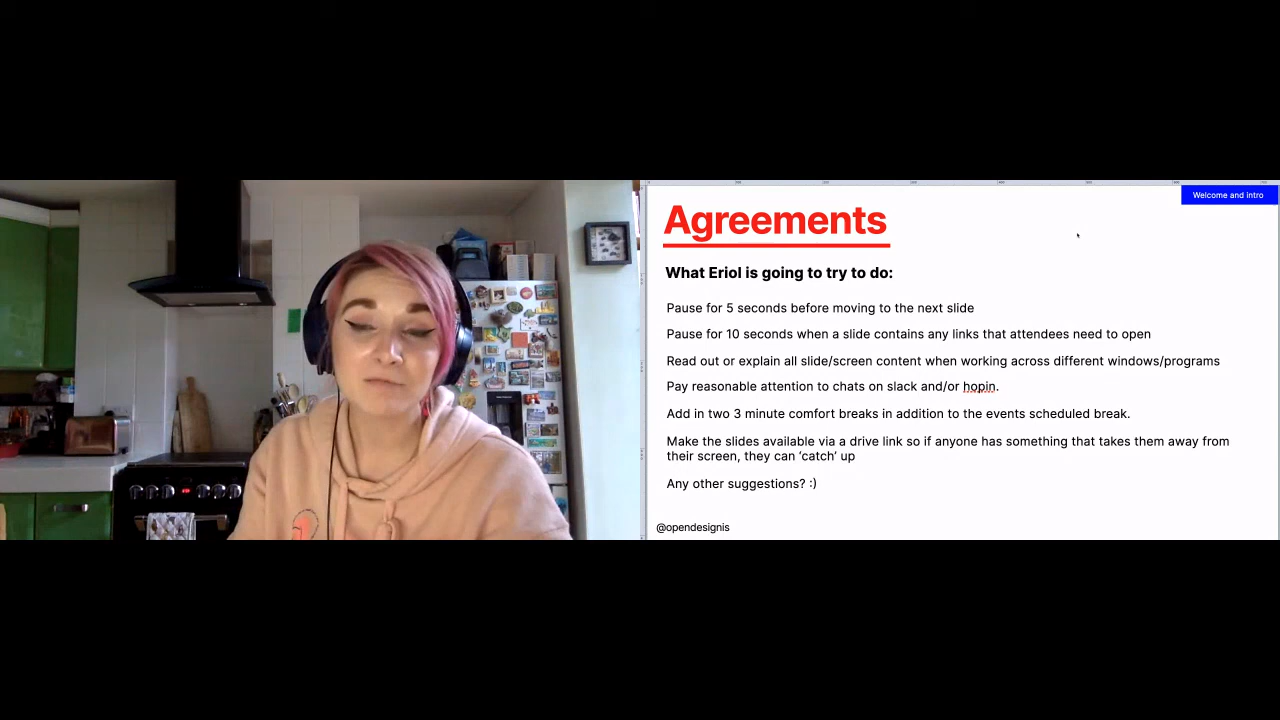 Welcome and intro
Agreements
What Eriol is going to try to do:
Pause for 5 seconds before moving to the next slide
Pause for 10 seconds when a slide contains any links that attendees need to open
Read out or explain all slide/screen content when working across different windows/programs
Pay reasonable attention to chats on slack and/or hopin.
Add in two 3 minute comfort breaks in addition to the events scheduled break.
Make the slides available via a drive link so if anyone has something that takes them away from
their screen, they can ‘catch’ up
Any other suggestions? :)
@opendesignis